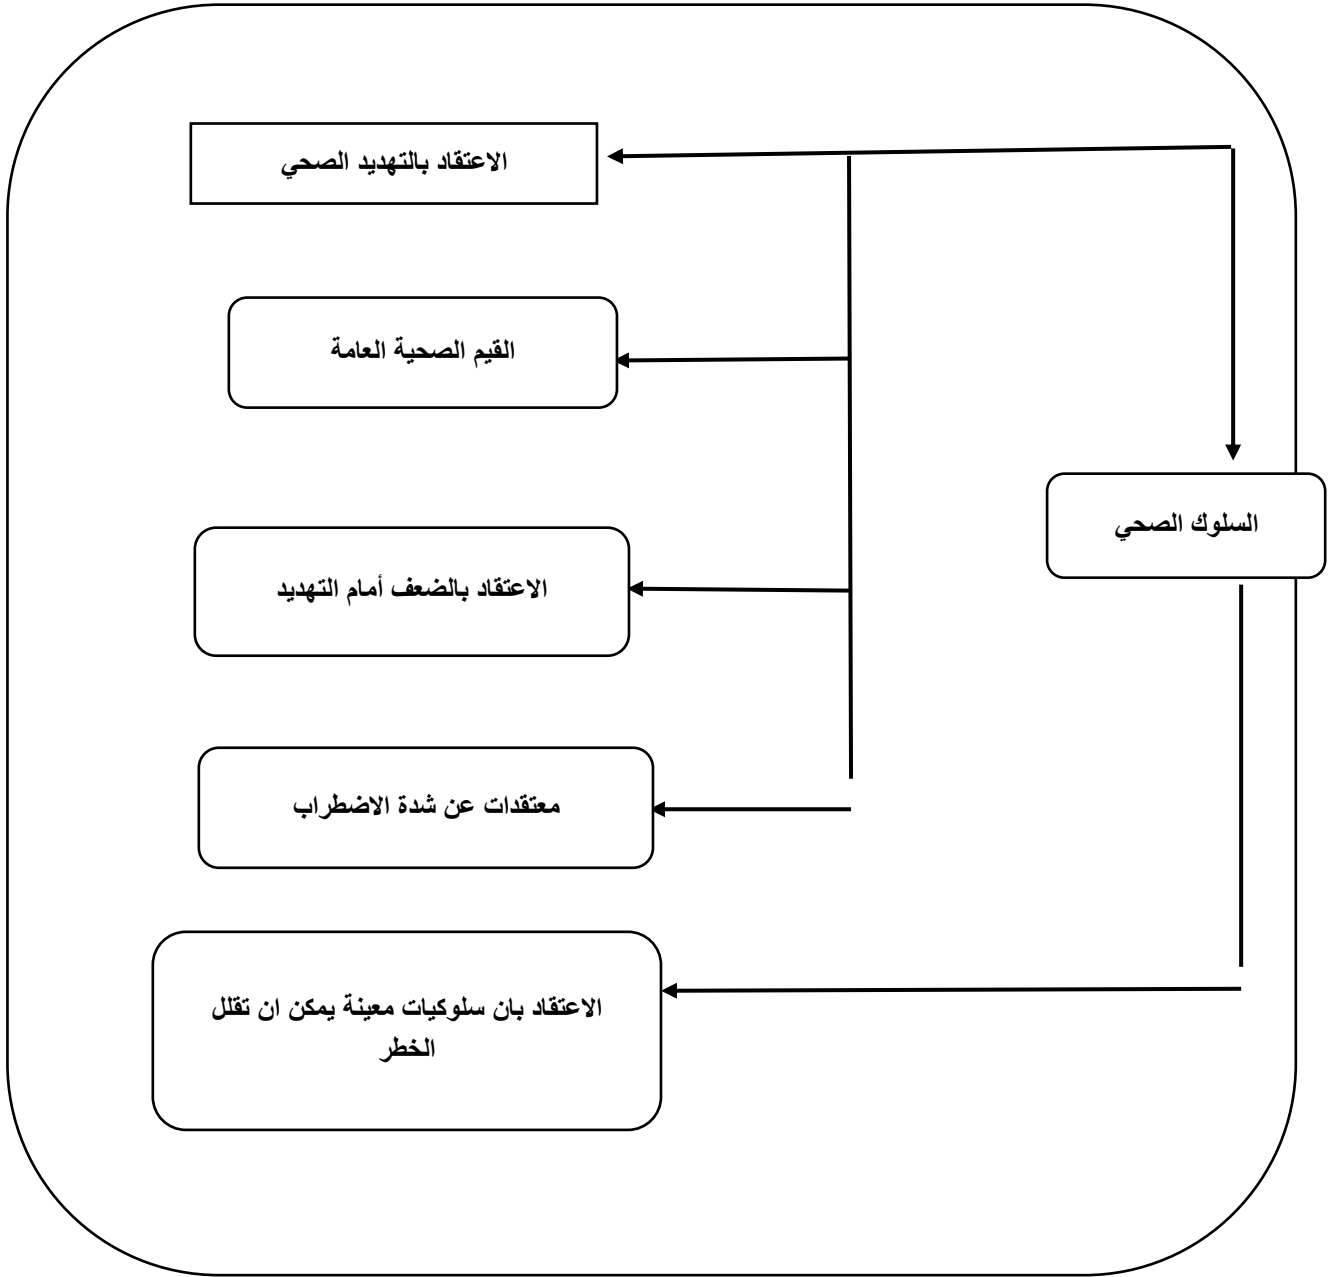 الاعتقاد بالتهديد الصحي
القيم الصحية العامة
السلوك الصحي
الاعتقاد بالضعف أمام التهديد
معتقدات عن شدة الاضطراب
الاعتقاد بان سلوكيات معينة يمكن ان تقلل
الخطر